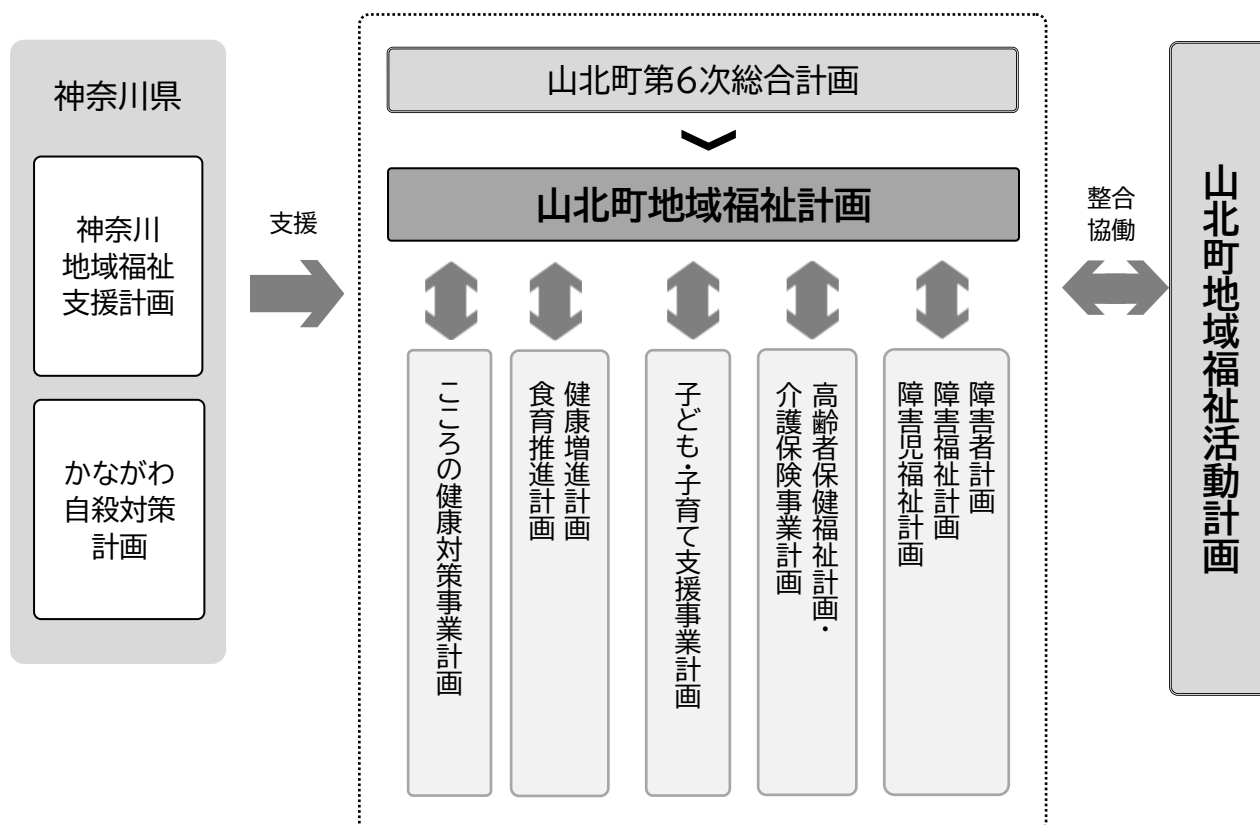 神奈川県
神奈川
地域福祉
支援計画
かながわ
自殺対策
計画
支援
山北町第6次総合計画
山北町地域福祉計画
こころの健康対策事業計画
健康増進計画
食育推進計画
子ども・子育て支援事業計画
高齢者保健福祉計画・
介護保険事業計画
障害者計画
障害福祉計画
障害児福祉計画
整合
協働
山北町地域福祉活動計画